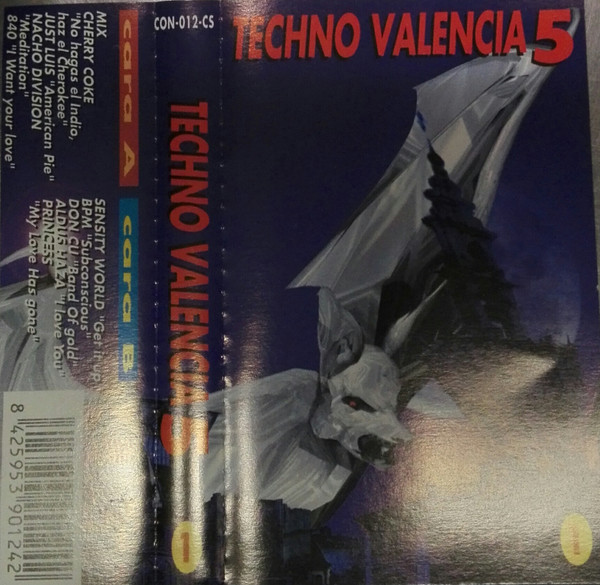 TECHNO VALENCIA 5
CON-012-CS
TECHNO VALENCIA 5
1
cara A
MIX
CHERRY COKE
"No hagas el Indio,
haz el Cherokee"
JUST LUIS "American Pie"
NACHO DIVISION
"Meditation"
840 "I Want your love"
cara B
SENSITY WORLD "Get it up"
BPM "Subconscious"
DON CU "Band Of gold"
ALDUS HAZA "I love You"
PRINCESS
"My Love Has gone"
8 425953 901242